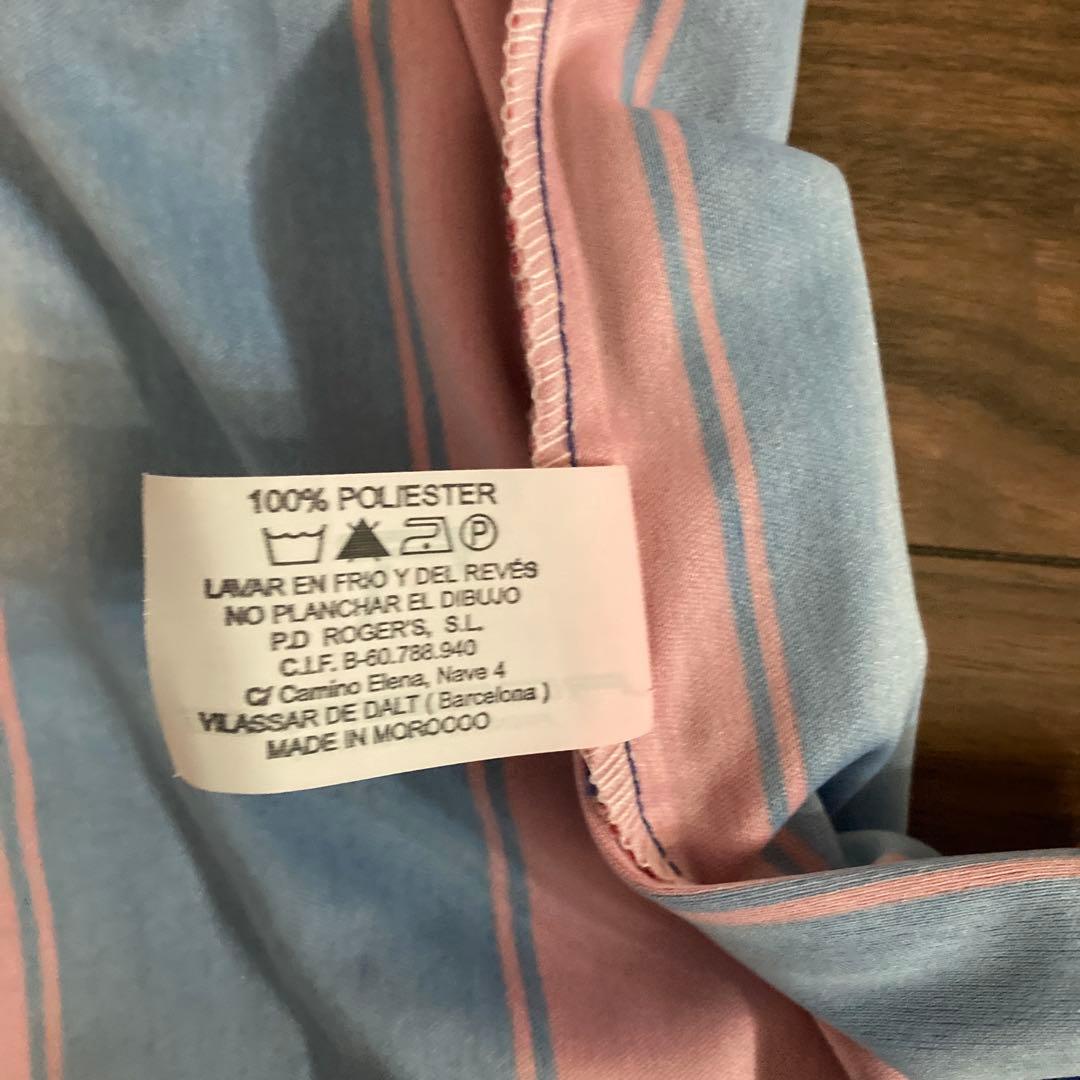 100% POLIESTER
P
LAVAR EN FRIO Y DEL REVÉS
NO PLANCHAR EL DIBUJO
P.D ROGER'S, S.L.
C.I.F. B-60.788.940
C/ Camino Elena, Nave 4
VILASSAR DE DALT ( Barcelona )
MADE IN MOROCCO